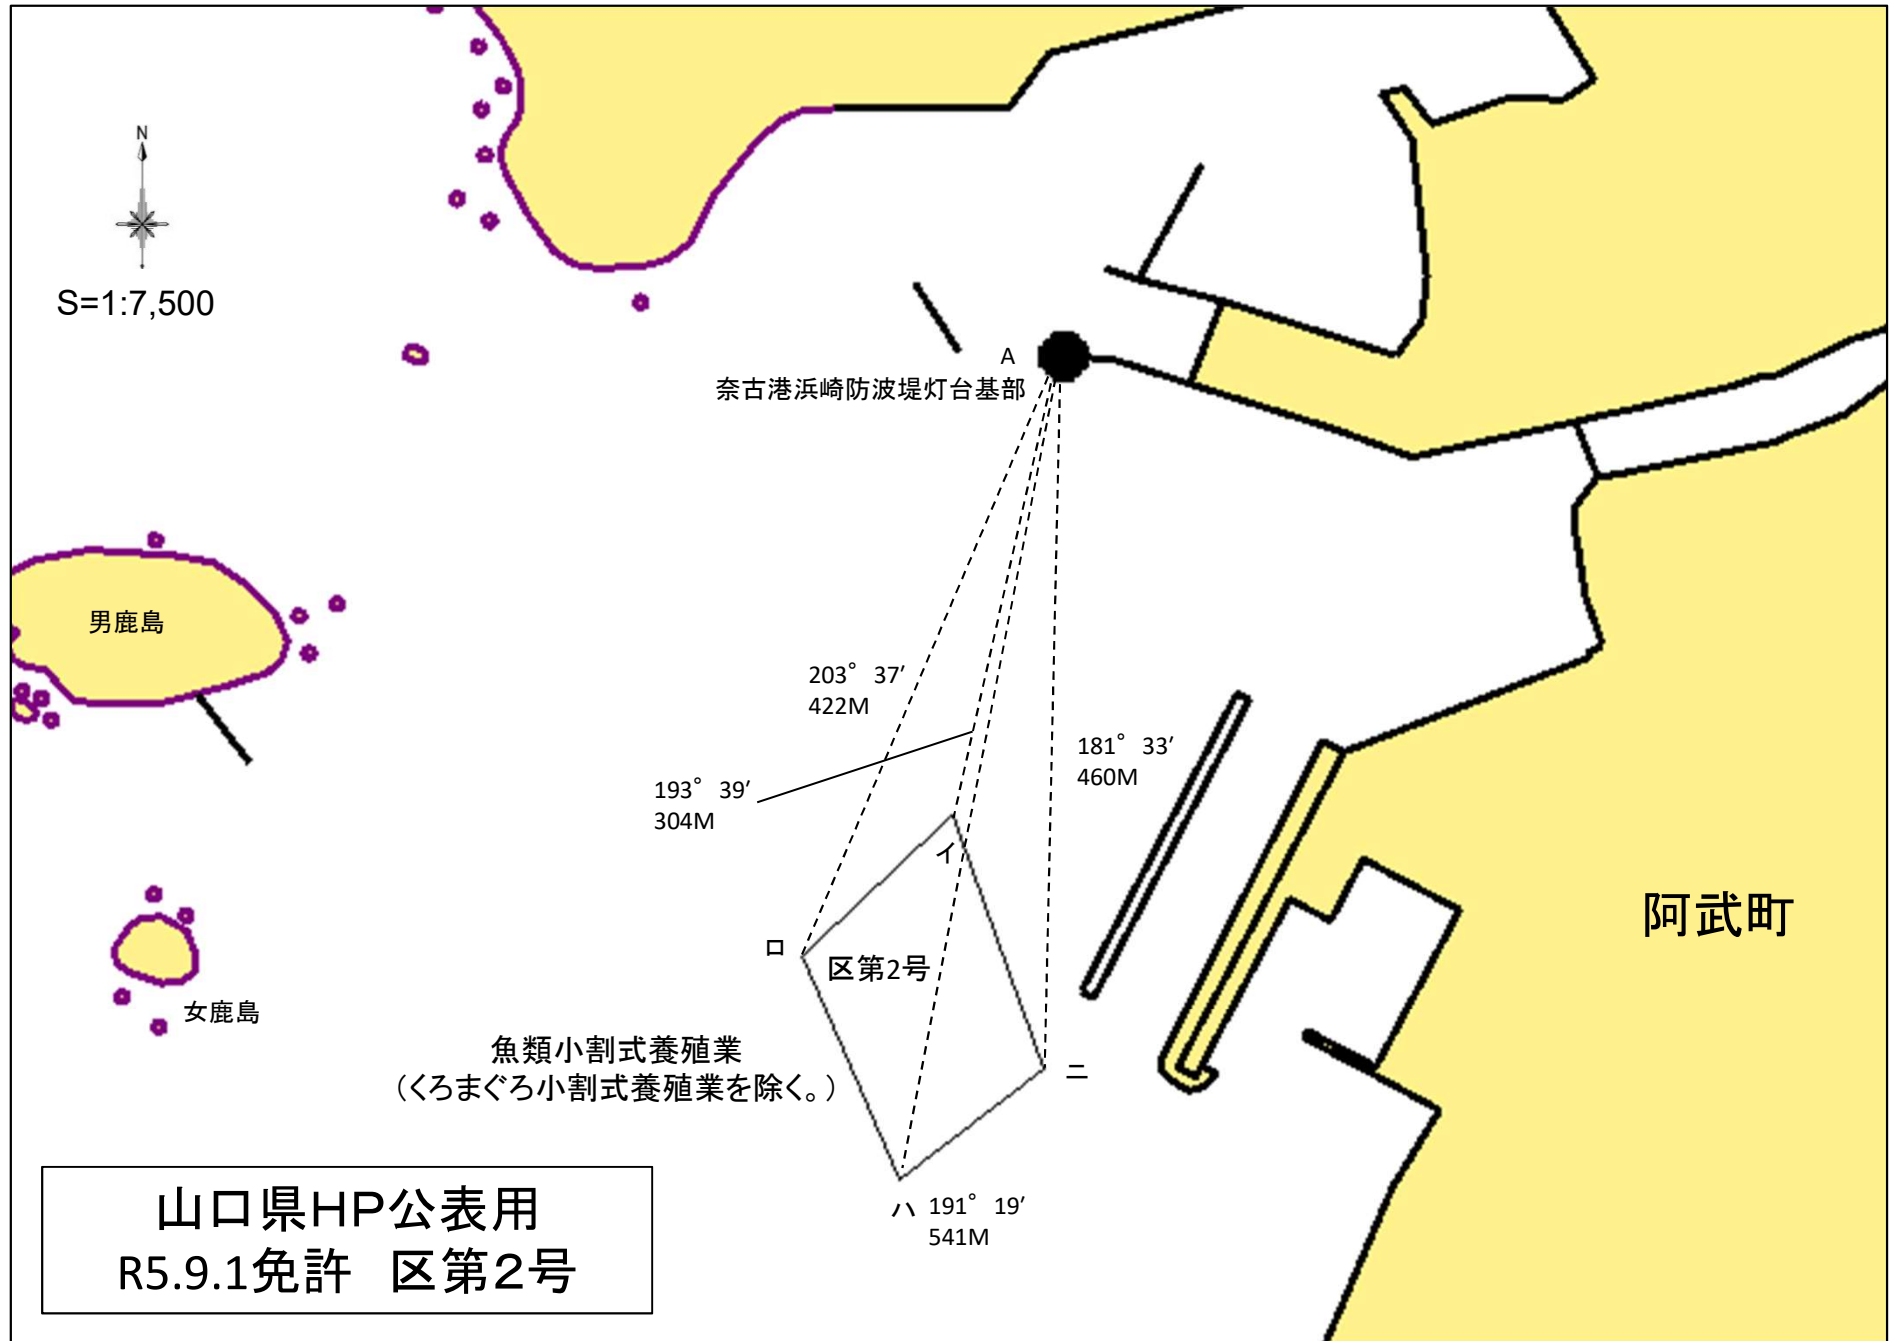 N
S=1:7,500
A
奈古港浜崎防波堤灯台基部
男鹿島
203° 37′
422M
181° 33′
460M
193° 39′
304M
イ
阿武町
ロ
区第2号
女鹿島
魚類小割式養殖業
（くろまぐろ小割式養殖業を除く。）
ニ
ハ
191° 19′
541M
山口県HP公表用
R5.9.1免許　区第２号